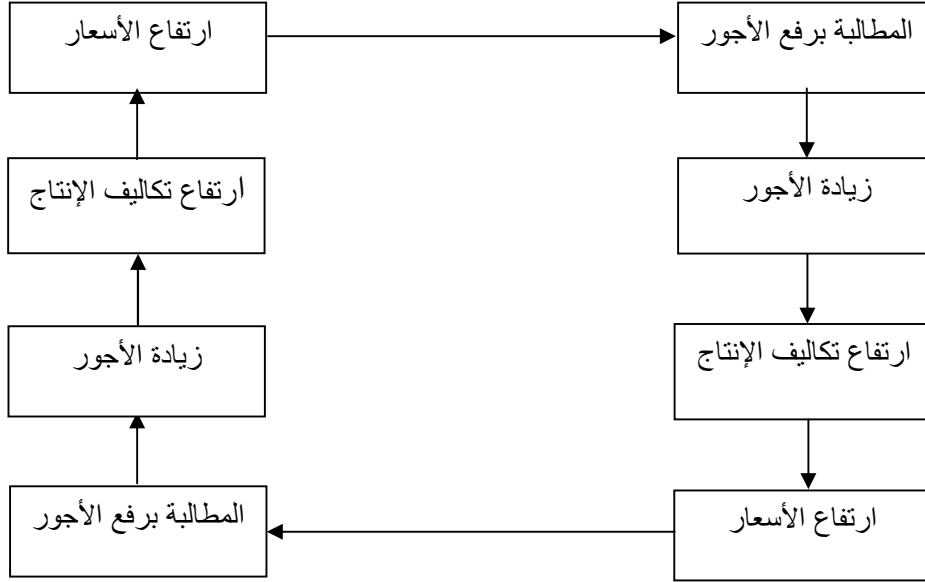 المطالبة برفع الأجور
ارتفاع الأسعار
زيادة الأجور
ارتفاع تكاليف الإنتاج
ارتفاع تكاليف الإنتاج
زيادة الأجور
ارتفاع الأسعار
المطالبة برفع الأجور